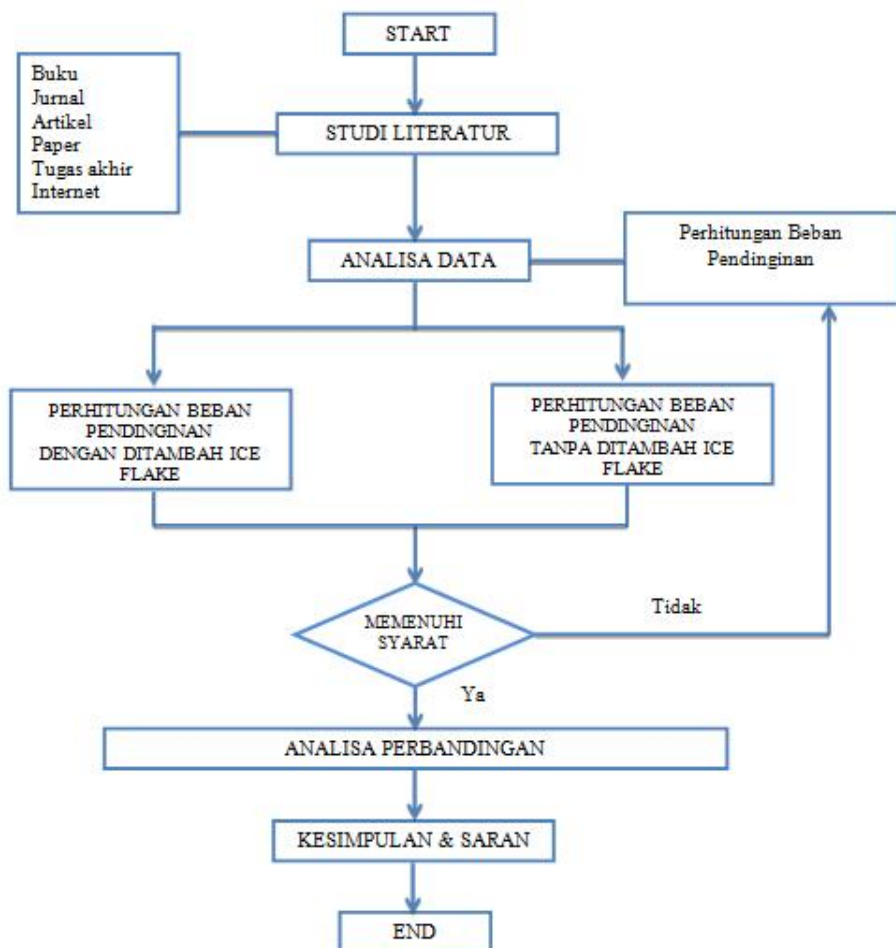 START
Buku
Jurnal
Artikel
Paper
Tugas akhir
Internet
STUDI LITERATUR
ANALISA DATA
Perhitungan Beban
Pendinginan
PERHITUNGAN BEBAN
PENDINGINAN
DENGAN DITAMBAH ICE
FLAKE
PERHITUNGAN BEBAN
PENDINGINAN
TANPA DITAMBAH ICE
FLAKE
MEMENUHI
SYARAT
Tidak
Ya
ANALISA PERBANDINGAN
KESIMPULAN & SARAN
END